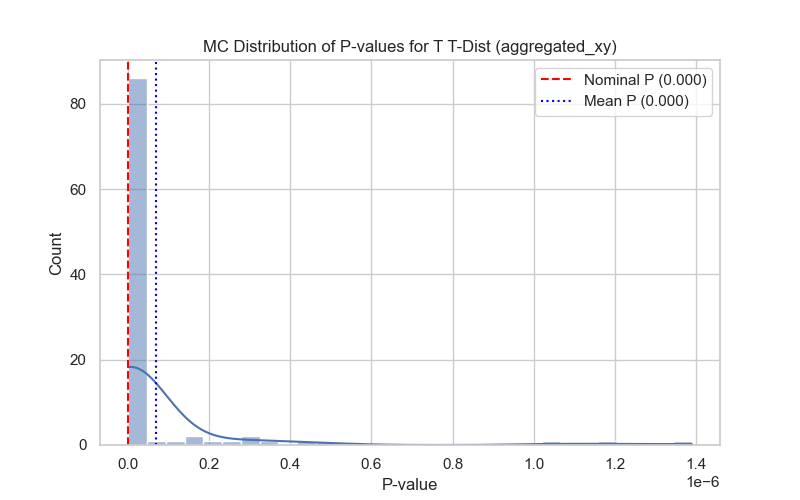 MC Distribution of P-values for T T-Dist (aggregated_xy)
Nominal P (0.000)
Mean P (0.000)
Count
80
60
40
20
0
0.0 0.2 0.4 0.6 0.8 1.0 1.2 1.4
1e−6
P-value